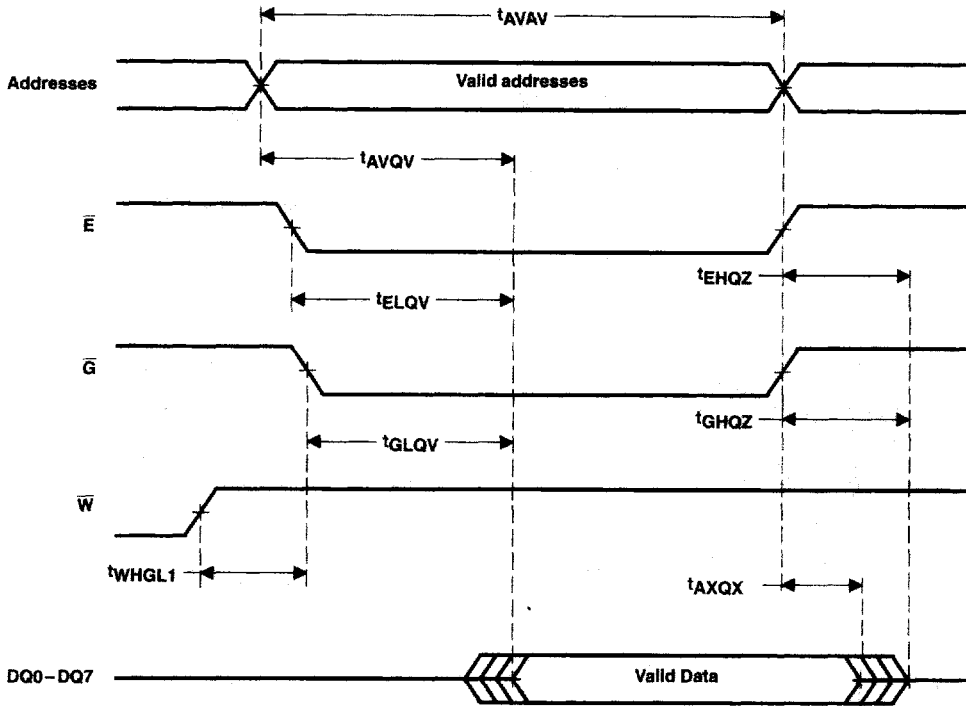 tAVAV
Addresses
Valid addresses
tAVQV
E̅
tEHQZ
tELQV
G̅
tGHQZ
tGLQV
W̅
tWHGL1
tAXQX
DQ0–DQ7
Valid Data